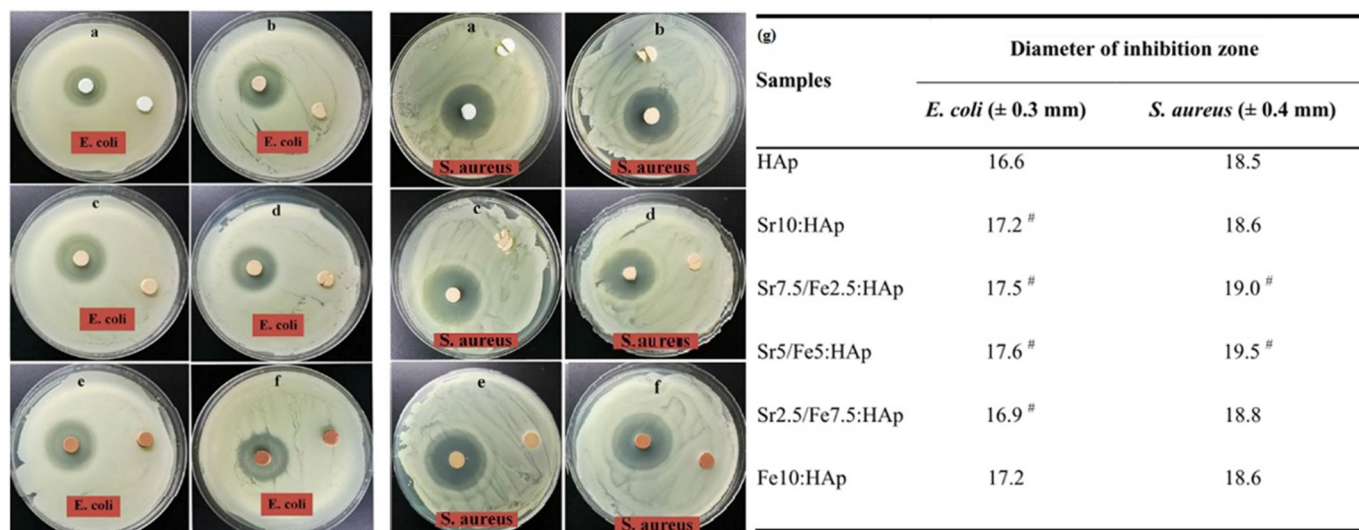 a
b
E. coli
E. coli
c
d
E. coli
E. coli
e
f
E. coli
E. coli
a
b
S. aureus
S. aureus
c
d
S. aureus
S. aureus
e
f
S. aureus
S. aureus
(g)
Diameter of inhibition zone
Samples
E. coli (± 0.3 mm) S. aureus (± 0.4 mm)
HAp 16.6 18.5
Sr10:HAp 17.2 # 18.6
Sr7.5/Fe2.5:HAp 17.5 # 19.0 #
Sr5/Fe5:HAp 17.6 # 19.5 #
Sr2.5/Fe7.5:HAp 16.9 # 18.8
Fe10:HAp 17.2 18.6